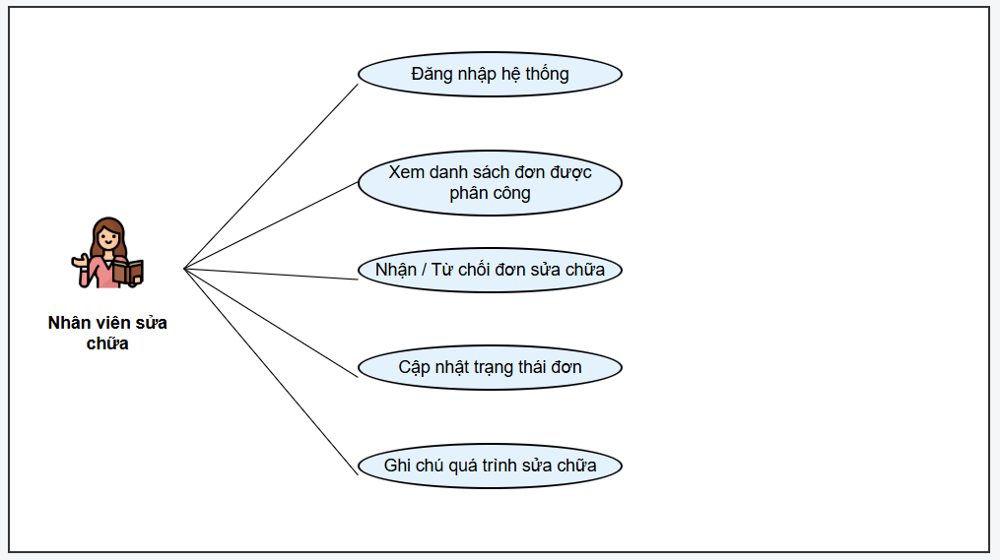 Đăng nhập hệ thống
Xem danh sách đơn được
phân công
Nhận / Từ chối đơn sửa chữa
Nhân viên sửa
chữa
Cập nhật trạng thái đơn
Ghi chú quá trình sửa chữa